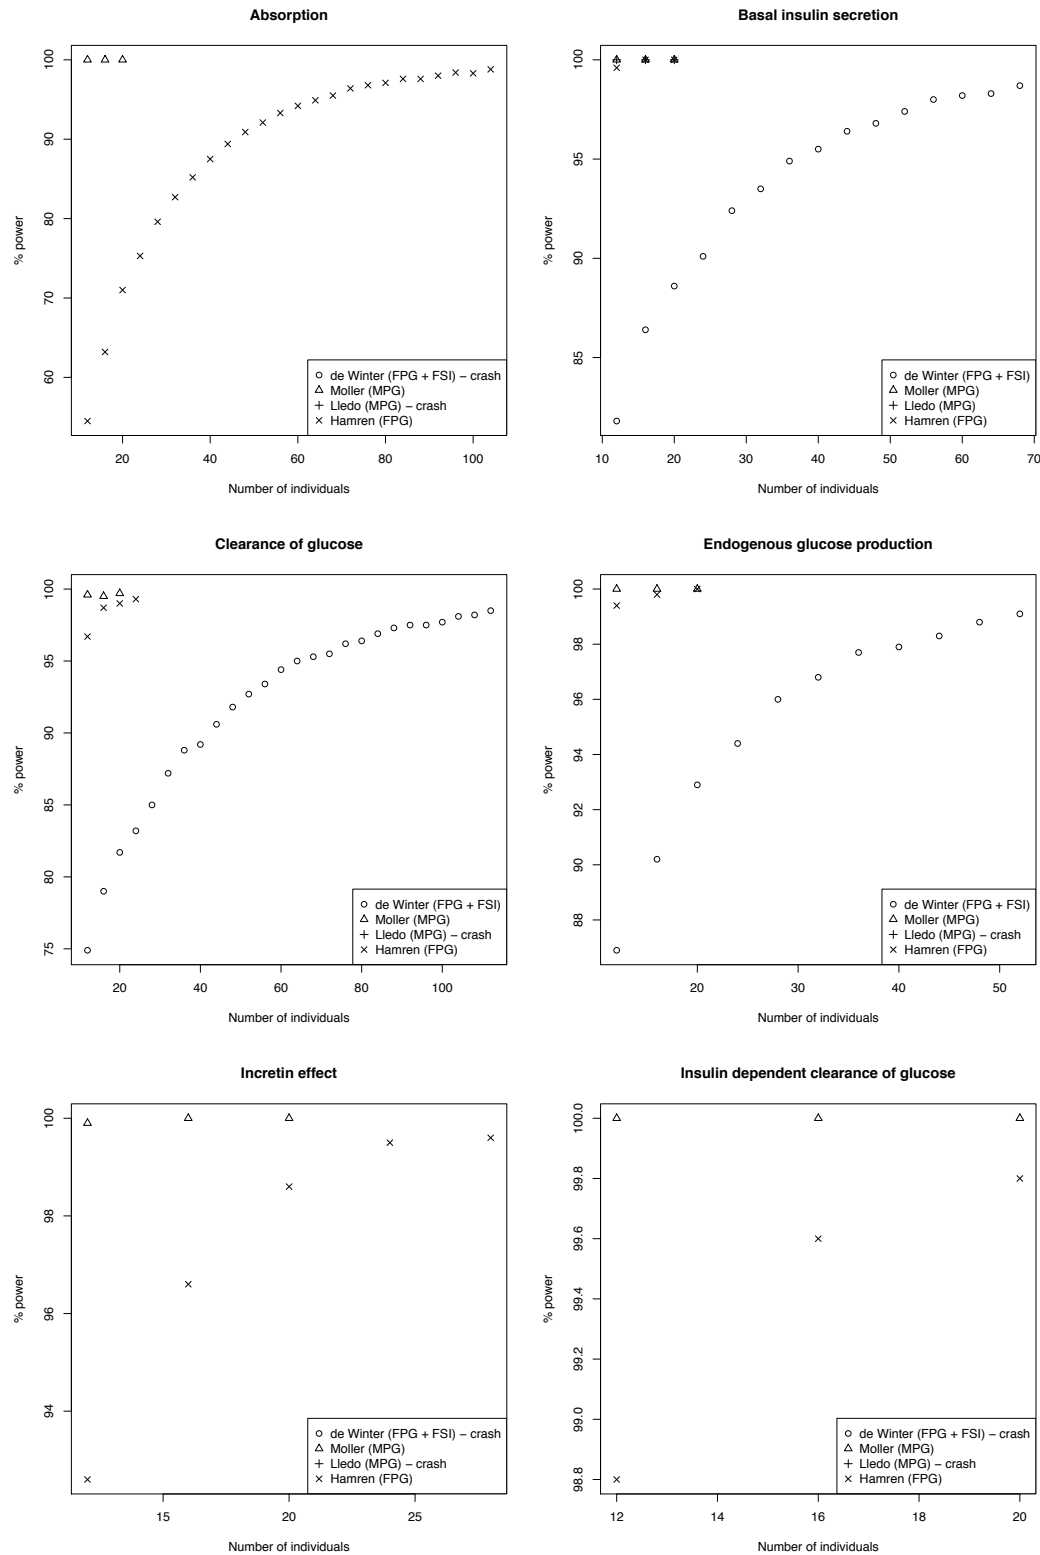 Absorption
% power
100
90
80
70
60
20 40 60 80 100
Number of individuals
de Winter (FPG + FSI) – crash
Moller (MPG)
Lledo (MPG) – crash
Hamren (FPG)
Basal insulin secretion
% power
100
95
90
85
10 20 30 40 50 60 70
Number of individuals
de Winter (FPG + FSI)
Moller (MPG)
Lledo (MPG)
Hamren (FPG)
Clearance of glucose
% power
100
95
90
85
80
75
20 40 60 80 100
Number of individuals
de Winter (FPG + FSI)
Moller (MPG)
Lledo (MPG) – crash
Hamren (FPG)
Endogenous glucose production
% power
100
98
96
94
92
90
88
20 30 40 50
Number of individuals
de Winter (FPG + FSI)
Moller (MPG)
Lledo (MPG) – crash
Hamren (FPG)
Incretin effect
% power
100
98
96
94
15 20 25
Number of individuals
de Winter (FPG + FSI) – crash
Moller (MPG)
Lledo (MPG) – crash
Hamren (FPG)
Insulin dependent clearance of glucose
% power
100.0
99.8
99.6
99.4
99.2
99.0
98.8
12 14 16 18 20
Number of individuals
de Winter (FPG + FSI) – crash
Moller (MPG)
Lledo (MPG) – crash
Hamren (FPG)